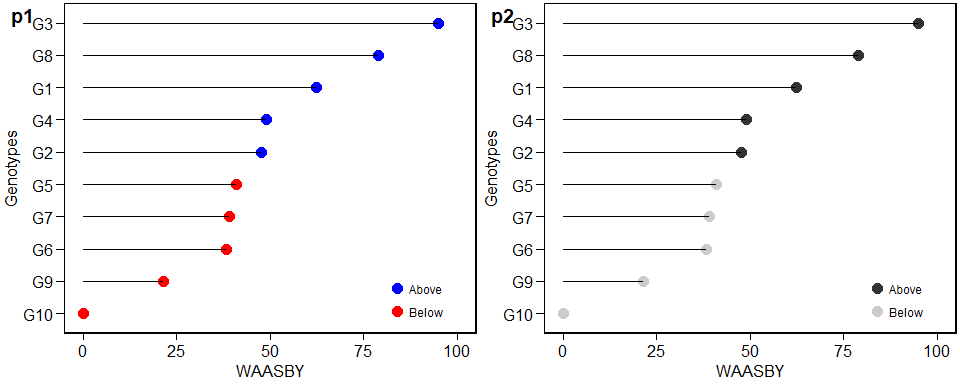 p1
Genotypes
G3
G8
G1
G4
G2
G5
G7
G6
G9
G10
Above
Below
0 25 50 75 100
WAASBY
p2
Genotypes
G3
G8
G1
G4
G2
G5
G7
G6
G9
G10
Above
Below
0 25 50 75 100
WAASBY